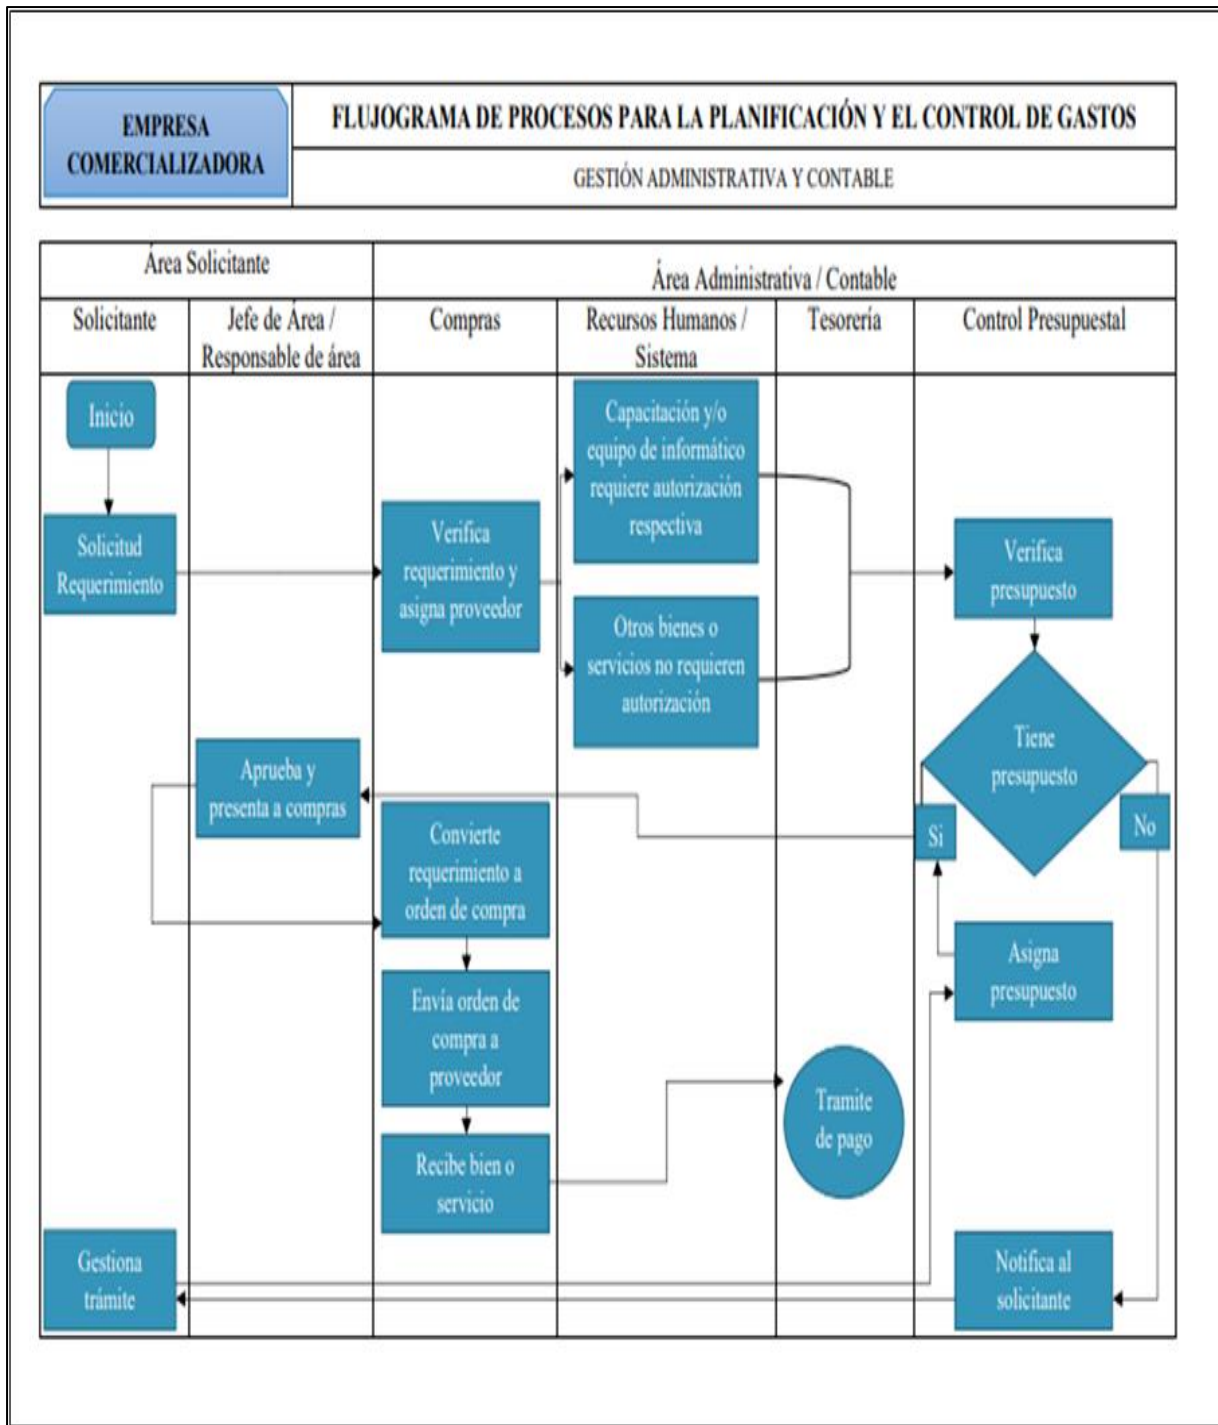 EMPRESA
COMERCIALIZADORA
FLUJOGRAMA DE PROCESOS PARA LA PLANIFICACIÓN Y EL CONTROL DE GASTOS
GESTIÓN ADMINISTRATIVA Y CONTABLE
Área Solicitante
Área Administrativa / Contable
Solicitante
Jefe de Área /
Responsable de área
Compras
Recursos Humanos /
Sistema
Tesorería
Control Presupuestal
Inicio
Solicitud
Requerimiento
Verifica
requerimiento y
asigna proveedor
Capacitación y/o
equipo de informático
requiere autorización
respectiva
Otros bienes o
servicios no requieren
autorización
Verifica
presupuesto
Tiene
presupuesto
Si
No
Aprueba y
presenta a compras
Convierte
requerimiento a
orden de compra
Asigna
presupuesto
Envía orden de
compra a
proveedor
Tramite
de pago
Recibe bien o
servicio
Gestiona
trámite
Notifica al
solicitante